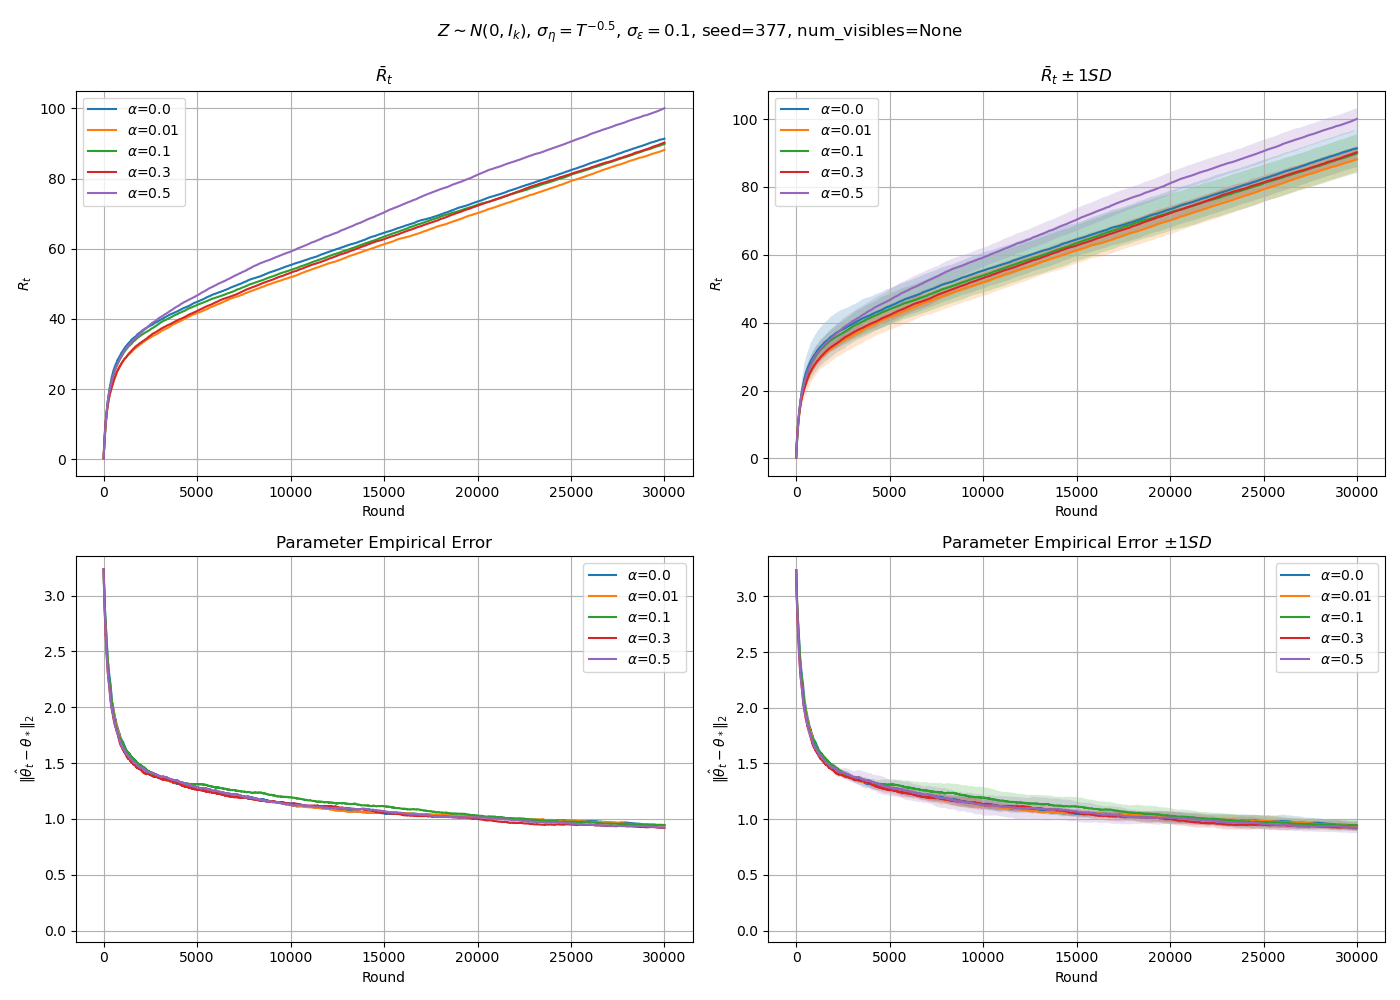 Z ∼ N(0, I_k), σ_η = T^{−0.5}, σ_ε = 0.1, seed=377, num_visibles=None
R̄_t
R_t
100
80
60
40
20
0
α=0.0
α=0.01
α=0.1
α=0.3
α=0.5
0 5000 10000 15000 20000 25000 30000
Round
R̄_t ± 1SD
R_t
100
80
60
40
20
0
α=0.0
α=0.01
α=0.1
α=0.3
α=0.5
0 5000 10000 15000 20000 25000 30000
Round
Parameter Empirical Error
‖θ̂_t − θ_*‖_2
3.0
2.5
2.0
1.5
1.0
0.5
0.0
α=0.0
α=0.01
α=0.1
α=0.3
α=0.5
0 5000 10000 15000 20000 25000 30000
Round
Parameter Empirical Error ±1SD
‖θ̂_t − θ_*‖_2
3.0
2.5
2.0
1.5
1.0
0.5
0.0
α=0.0
α=0.01
α=0.1
α=0.3
α=0.5
0 5000 10000 15000 20000 25000 30000
Round